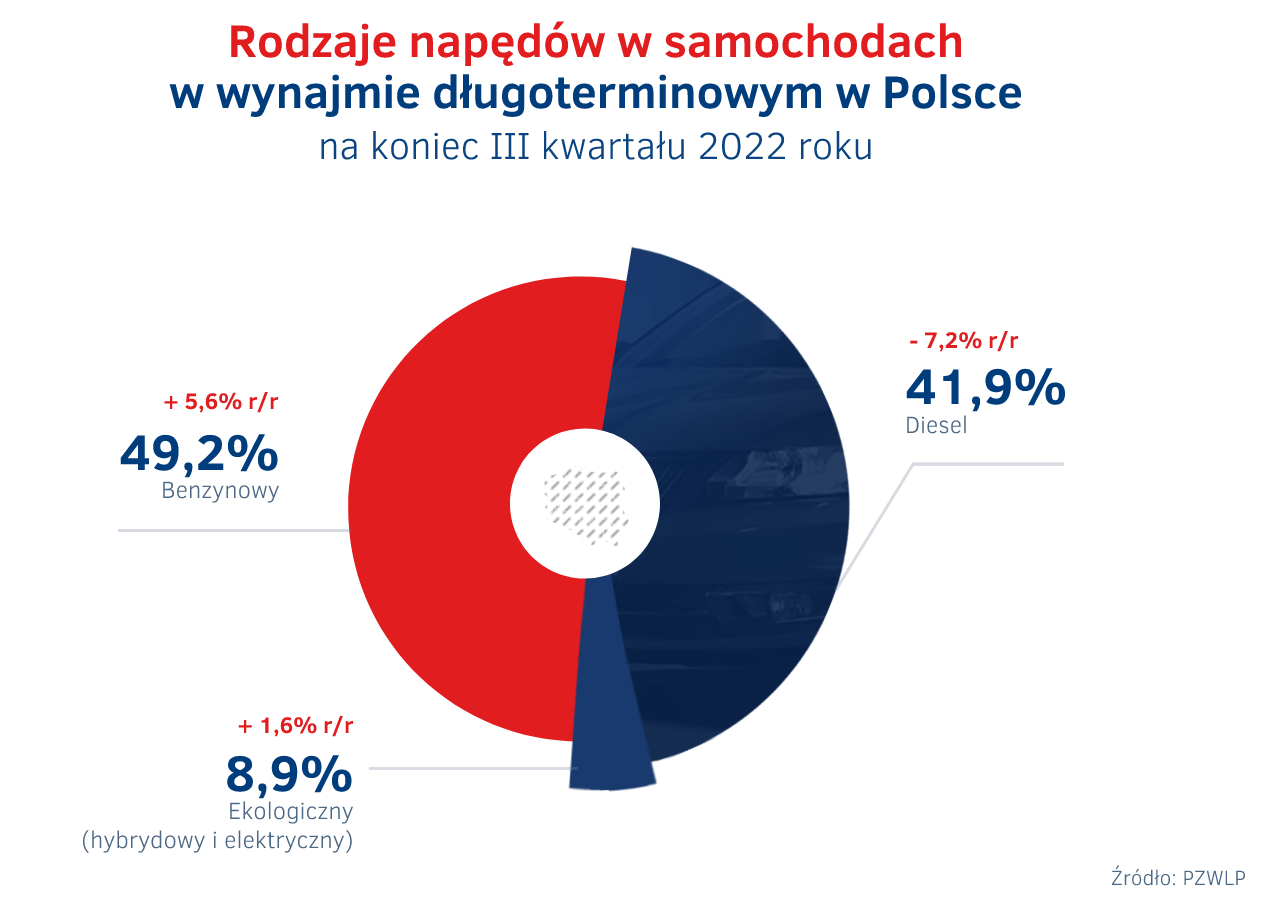 Rodzaje napędów w samochodach
w wynajmie długoterminowym w Polsce
na koniec III kwartału 2022 roku
- 7,2% r/r
41,9%
Diesel
+ 5,6% r/r
49,2%
Benzynowy
+ 1,6% r/r
8,9%
Ekologiczny
(hybrydowy i elektryczny)
Źródło: PZWLP